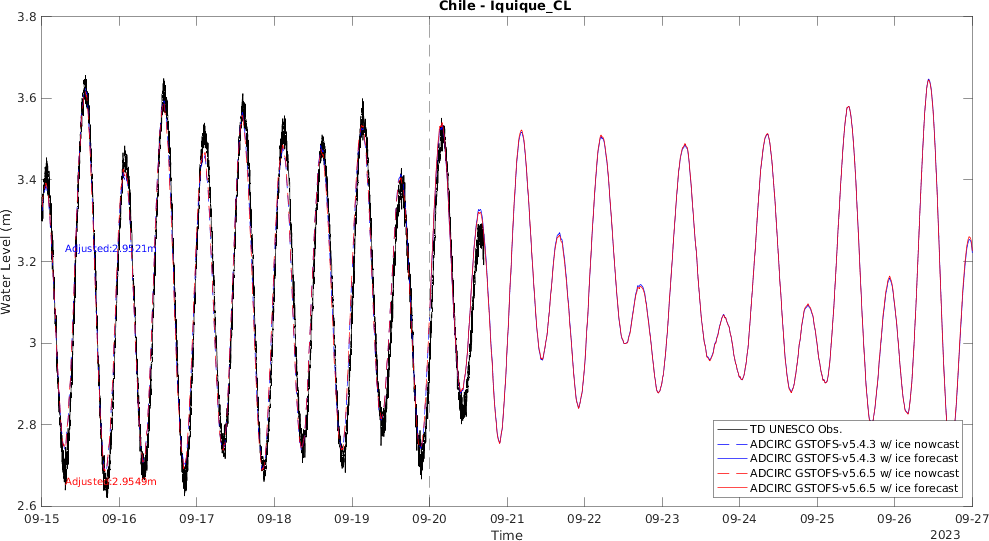 Chile - Iquique_CL
3.8
3.6
3.4
3.2
3
2.8
2.6
Water Level (m)
Adjusted:2.9521m
Adjusted:2.9549m
TD UNESCO Obs.
ADCIRC GSTOFS-v5.4.3 w/ ice nowcast
ADCIRC GSTOFS-v5.4.3 w/ ice forecast
ADCIRC GSTOFS-v5.6.5 w/ ice nowcast
ADCIRC GSTOFS-v5.6.5 w/ ice forecast
09-15 09-16 09-17 09-18 09-19 09-20 09-21 09-22 09-23 09-24 09-25 09-26 09-27
Time
2023